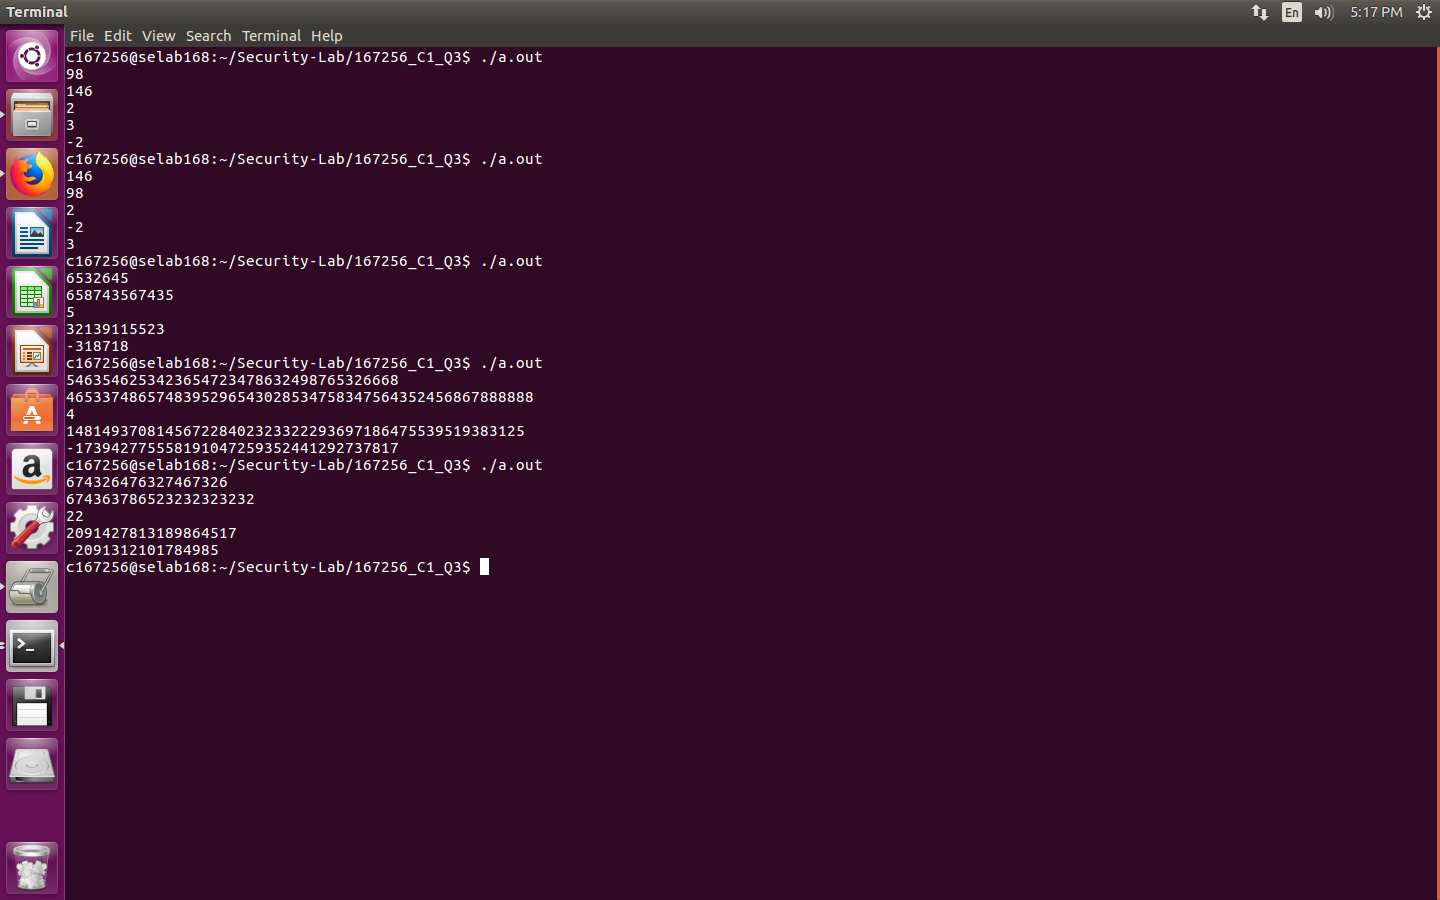 Terminal
En
5:17 PM
File Edit View Search Terminal Help
c167256@selab168:~/Security-Lab/167256_C1_Q3$ ./a.out
98
146
2
3
-2
c167256@selab168:~/Security-Lab/167256_C1_Q3$ ./a.out
146
98
2
-2
3
c167256@selab168:~/Security-Lab/167256_C1_Q3$ ./a.out
6532645
658743567435
5
32139115523
-318718
c167256@selab168:~/Security-Lab/167256_C1_Q3$ ./a.out
5463546253423654723478632498765326668
4653374865748395296543028534758347564352456867888888
4
148149370814567228402323322293697186475539519383125
-173942775558191047259352441292737817
c167256@selab168:~/Security-Lab/167256_C1_Q3$ ./a.out
674326476327467326
674363786523232323232
22
2091427813189864517
-2091312101784985
c167256@selab168:~/Security-Lab/167256_C1_Q3$